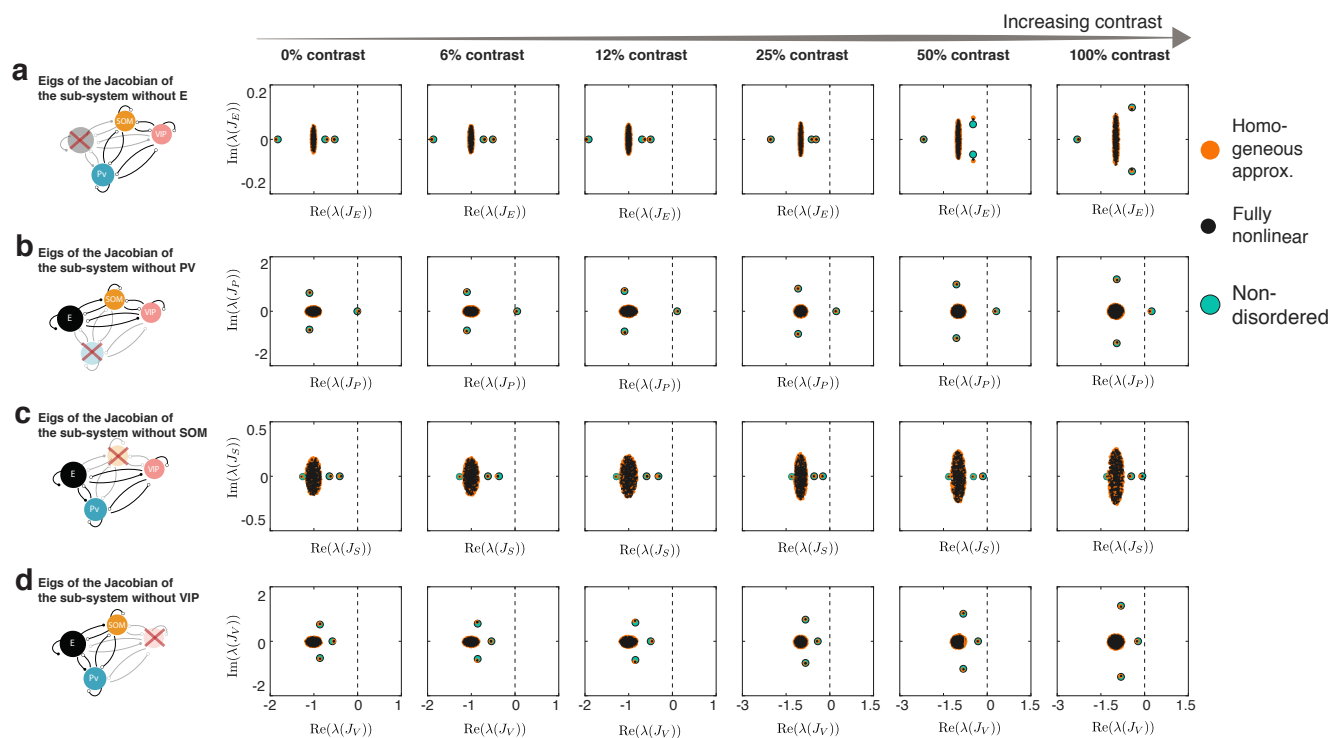 Increasing contrast
0% contrast
6% contrast
12% contrast
25% contrast
50% contrast
100% contrast
a
Eigs of the Jacobian of
the sub-system without E
SOM
VIP
Pv
Im(λ(J_E))
0.2
0
-0.2
Re(λ(J_E))
Re(λ(J_E))
Re(λ(J_E))
Re(λ(J_E))
Re(λ(J_E))
Re(λ(J_E))
Homo-
geneous
approx.
Fully
nonlinear
Non-
disordered
b
Eigs of the Jacobian of
the sub-system without PV
E
SOM
VIP
Im(λ(J_P))
2
0
-2
Re(λ(J_P))
Re(λ(J_P))
Re(λ(J_P))
Re(λ(J_P))
Re(λ(J_P))
Re(λ(J_P))
c
Eigs of the Jacobian of
the sub-system without SOM
E
VIP
Pv
Im(λ(J_S))
0.5
0
-0.5
Re(λ(J_S))
Re(λ(J_S))
Re(λ(J_S))
Re(λ(J_S))
Re(λ(J_S))
Re(λ(J_S))
d
Eigs of the Jacobian of
the sub-system without VIP
E
SOM
Pv
Im(λ(J_V))
2
0
-2
-2 -1 0 1
-2 -1 0 1
-2 -1 0 1
-3 -1.5 0 1.5
-3 -1.5 0 1.5
-3 -1.5 0 1.5
Re(λ(J_V))
Re(λ(J_V))
Re(λ(J_V))
Re(λ(J_V))
Re(λ(J_V))
Re(λ(J_V))